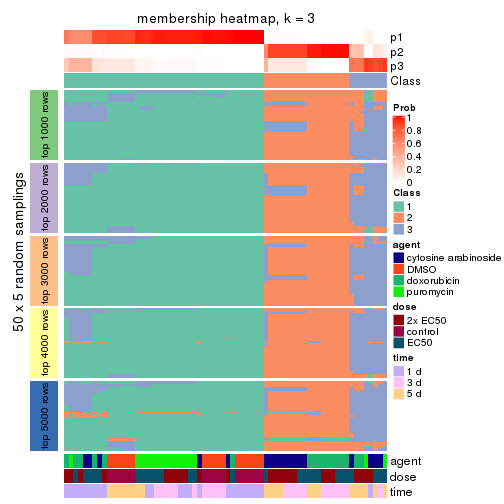 membership heatmap, k = 3
p1
p2
p3
Class
50 x 5 random samplings
top 1000 rows
top 2000 rows
top 3000 rows
top 4000 rows
top 5000 rows
agent
dose
time
Prob
1
0.8
0.6
0.4
0.2
0
Class
1
2
3
agent
cytosine arabinoside
DMSO
doxorubicin
puromycin
dose
2x EC50
control
EC50
time
1 d
3 d
5 d